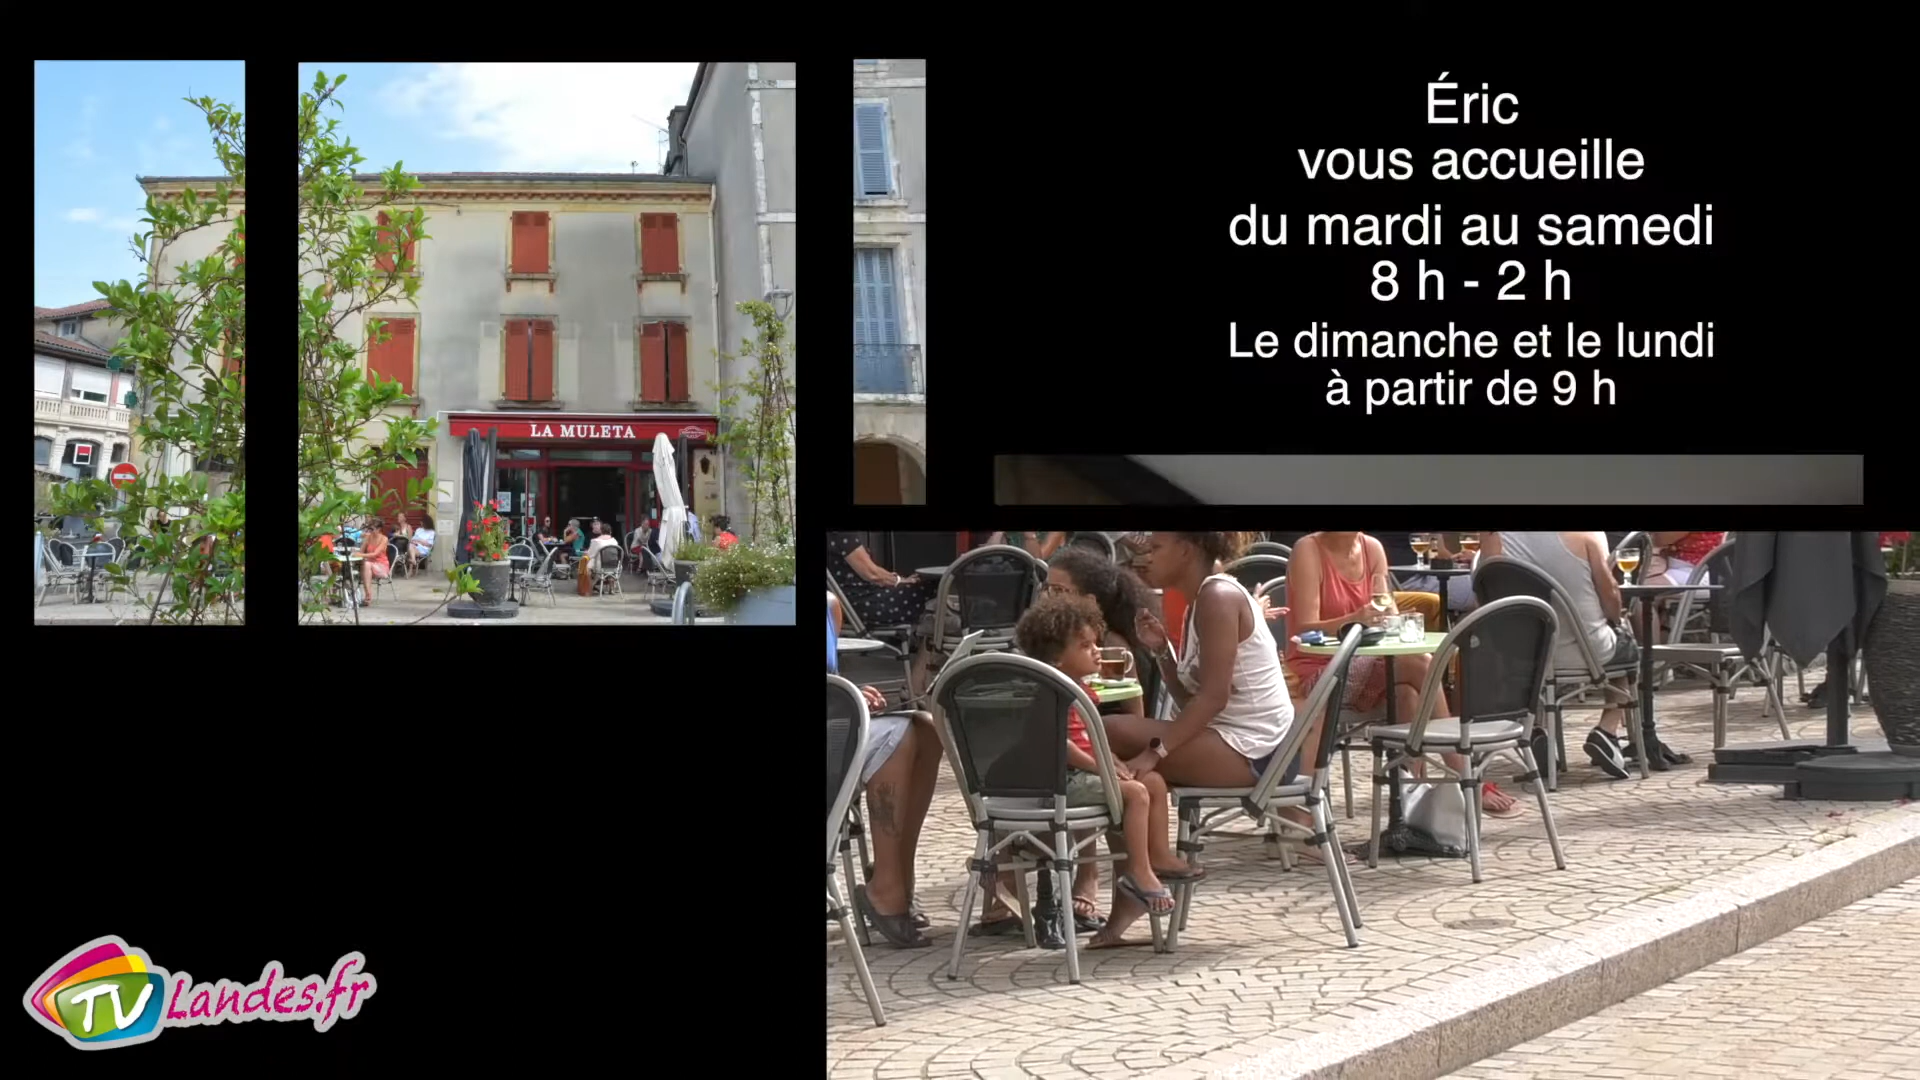 Éric
vous accueille
du mardi au samedi
8 h - 2 h
Le dimanche et le lundi
à partir de 9 h
LA MULETA
TV Landes.fr